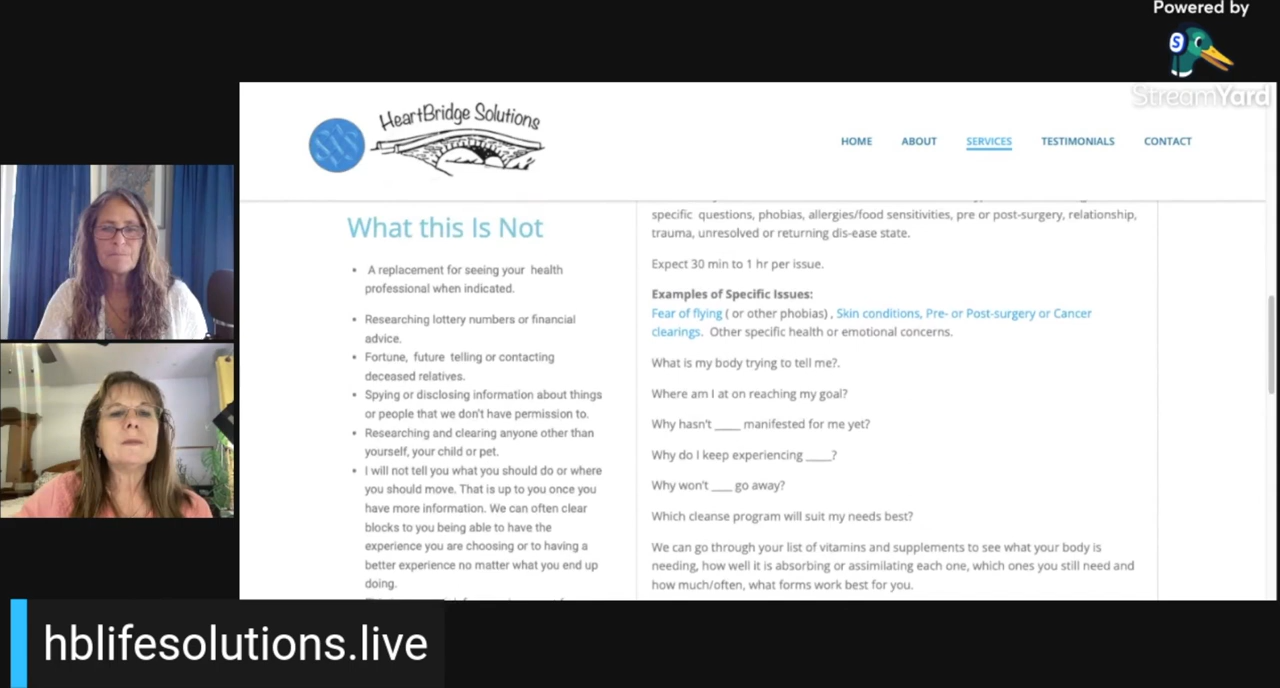 Powered by
StreamYard
HeartBridge Solutions
HOME ABOUT SERVICES TESTIMONIALS CONTACT
What this Is Not
• A replacement for seeing your health
professional when indicated.
• Researching lottery numbers or financial
advice.
• Fortune, future telling or contacting
deceased relatives.
• Spying or disclosing information about things
or people that we don't have permission to.
• Researching and clearing anyone other than
yourself, your child or pet.
• I will not tell you what you should do or where
you should move. That is up to you once you
have more information. We can often clear
blocks to you being able to have the
experience you are choosing or to having a
better experience no matter what you end up
doing.
specific questions, phobias, allergies/food sensitivities, pre or post-surgery, relationship,
trauma, unresolved or returning dis-ease state.
Expect 30 min to 1 hr per issue.
Examples of Specific Issues:
Fear of flying ( or other phobias) , Skin conditions, Pre- or Post-surgery or Cancer
clearings. Other specific health or emotional concerns.
What is my body trying to tell me?.
Where am I at on reaching my goal?
Why hasn't ____ manifested for me yet?
Why do I keep experiencing ____?
Why won't ___ go away?
Which cleanse program will suit my needs best?
We can go through your list of vitamins and supplements to see what your body is
needing, how well it is absorbing or assimilating each one, which ones you still need and
how much/often, what forms work best for you.
hblifesolutions.live